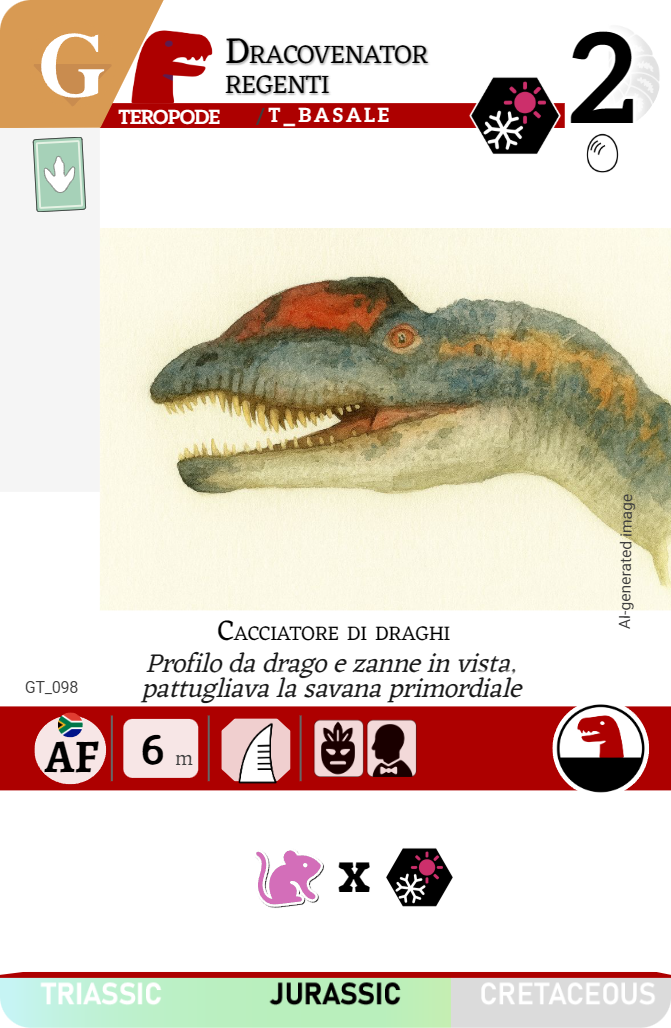 G
DRACOVENATOR
REGENTI
2
TEROPODE / T_BASALE
AI-generated image
CACCIATORE DI DRAGHI
Profilo da drago e zanne in vista,
pattugliava la savana primordiale
GT_098
AF
6 m
x
TRIASSIC JURASSIC CRETACEOUS